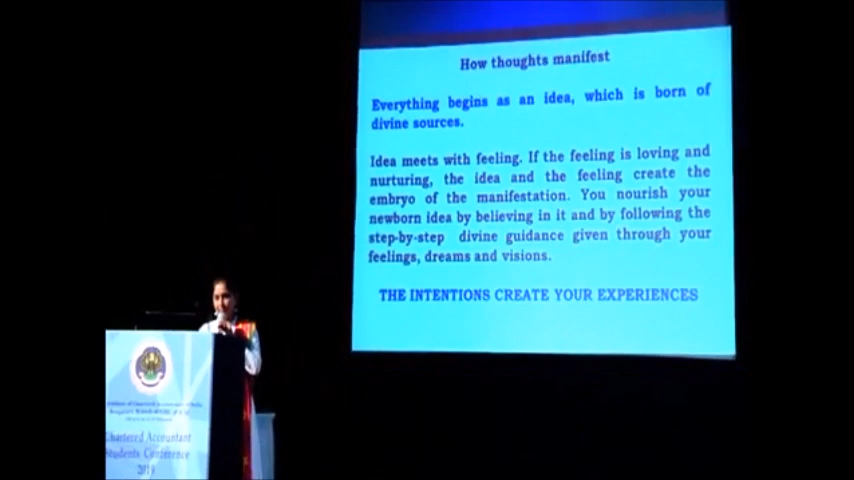 How thoughts manifest
Everything begins as an idea, which is born of
divine sources.
Idea meets with feeling. If the feeling is loving and
nurturing, the idea and the feeling create the
embryo of the manifestation. You nourish your
newborn idea by believing in it and by following the
step-by-step divine guidance given through your
feelings, dreams and visions.
THE INTENTIONS CREATE YOUR EXPERIENCES
Chartered Accountant
Students Conference